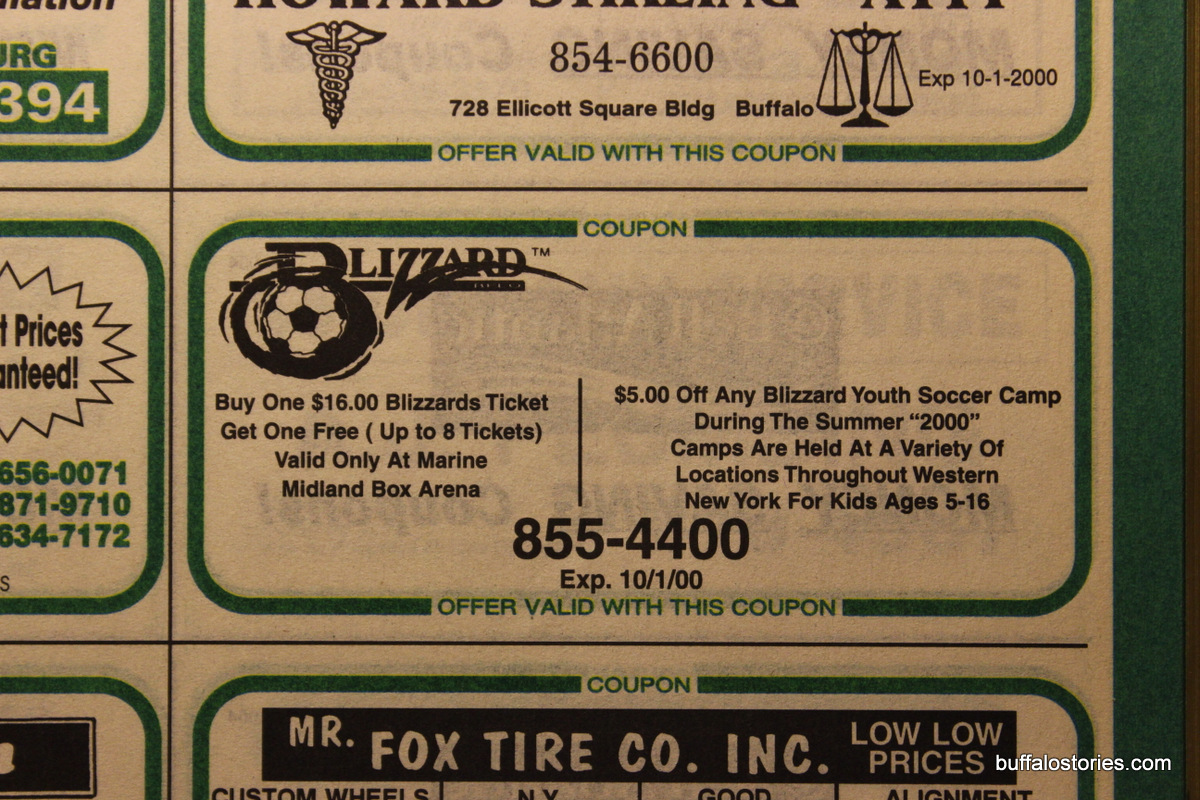 URG
394
854-6600
Exp 10-1-2000
728 Ellicott Square Bldg Buffalo
OFFER VALID WITH THIS COUPON
t Prices
anteed!
656-0071
871-9710
634-7172
S
COUPON
BLIZZARD™
Buy One $16.00 Blizzards Ticket
Get One Free ( Up to 8 Tickets)
Valid Only At Marine
Midland Box Arena
$5.00 Off Any Blizzard Youth Soccer Camp
During The Summer “2000”
Camps Are Held At A Variety Of
Locations Throughout Western
New York For Kids Ages 5-16
855-4400
Exp. 10/1/00
OFFER VALID WITH THIS COUPON
COUPON
MR. FOX TIRE CO. INC.
LOW LOW
PRICES
CUSTOM WHEELS N.Y. GOOD ALIGNMENT
buffalostories.com